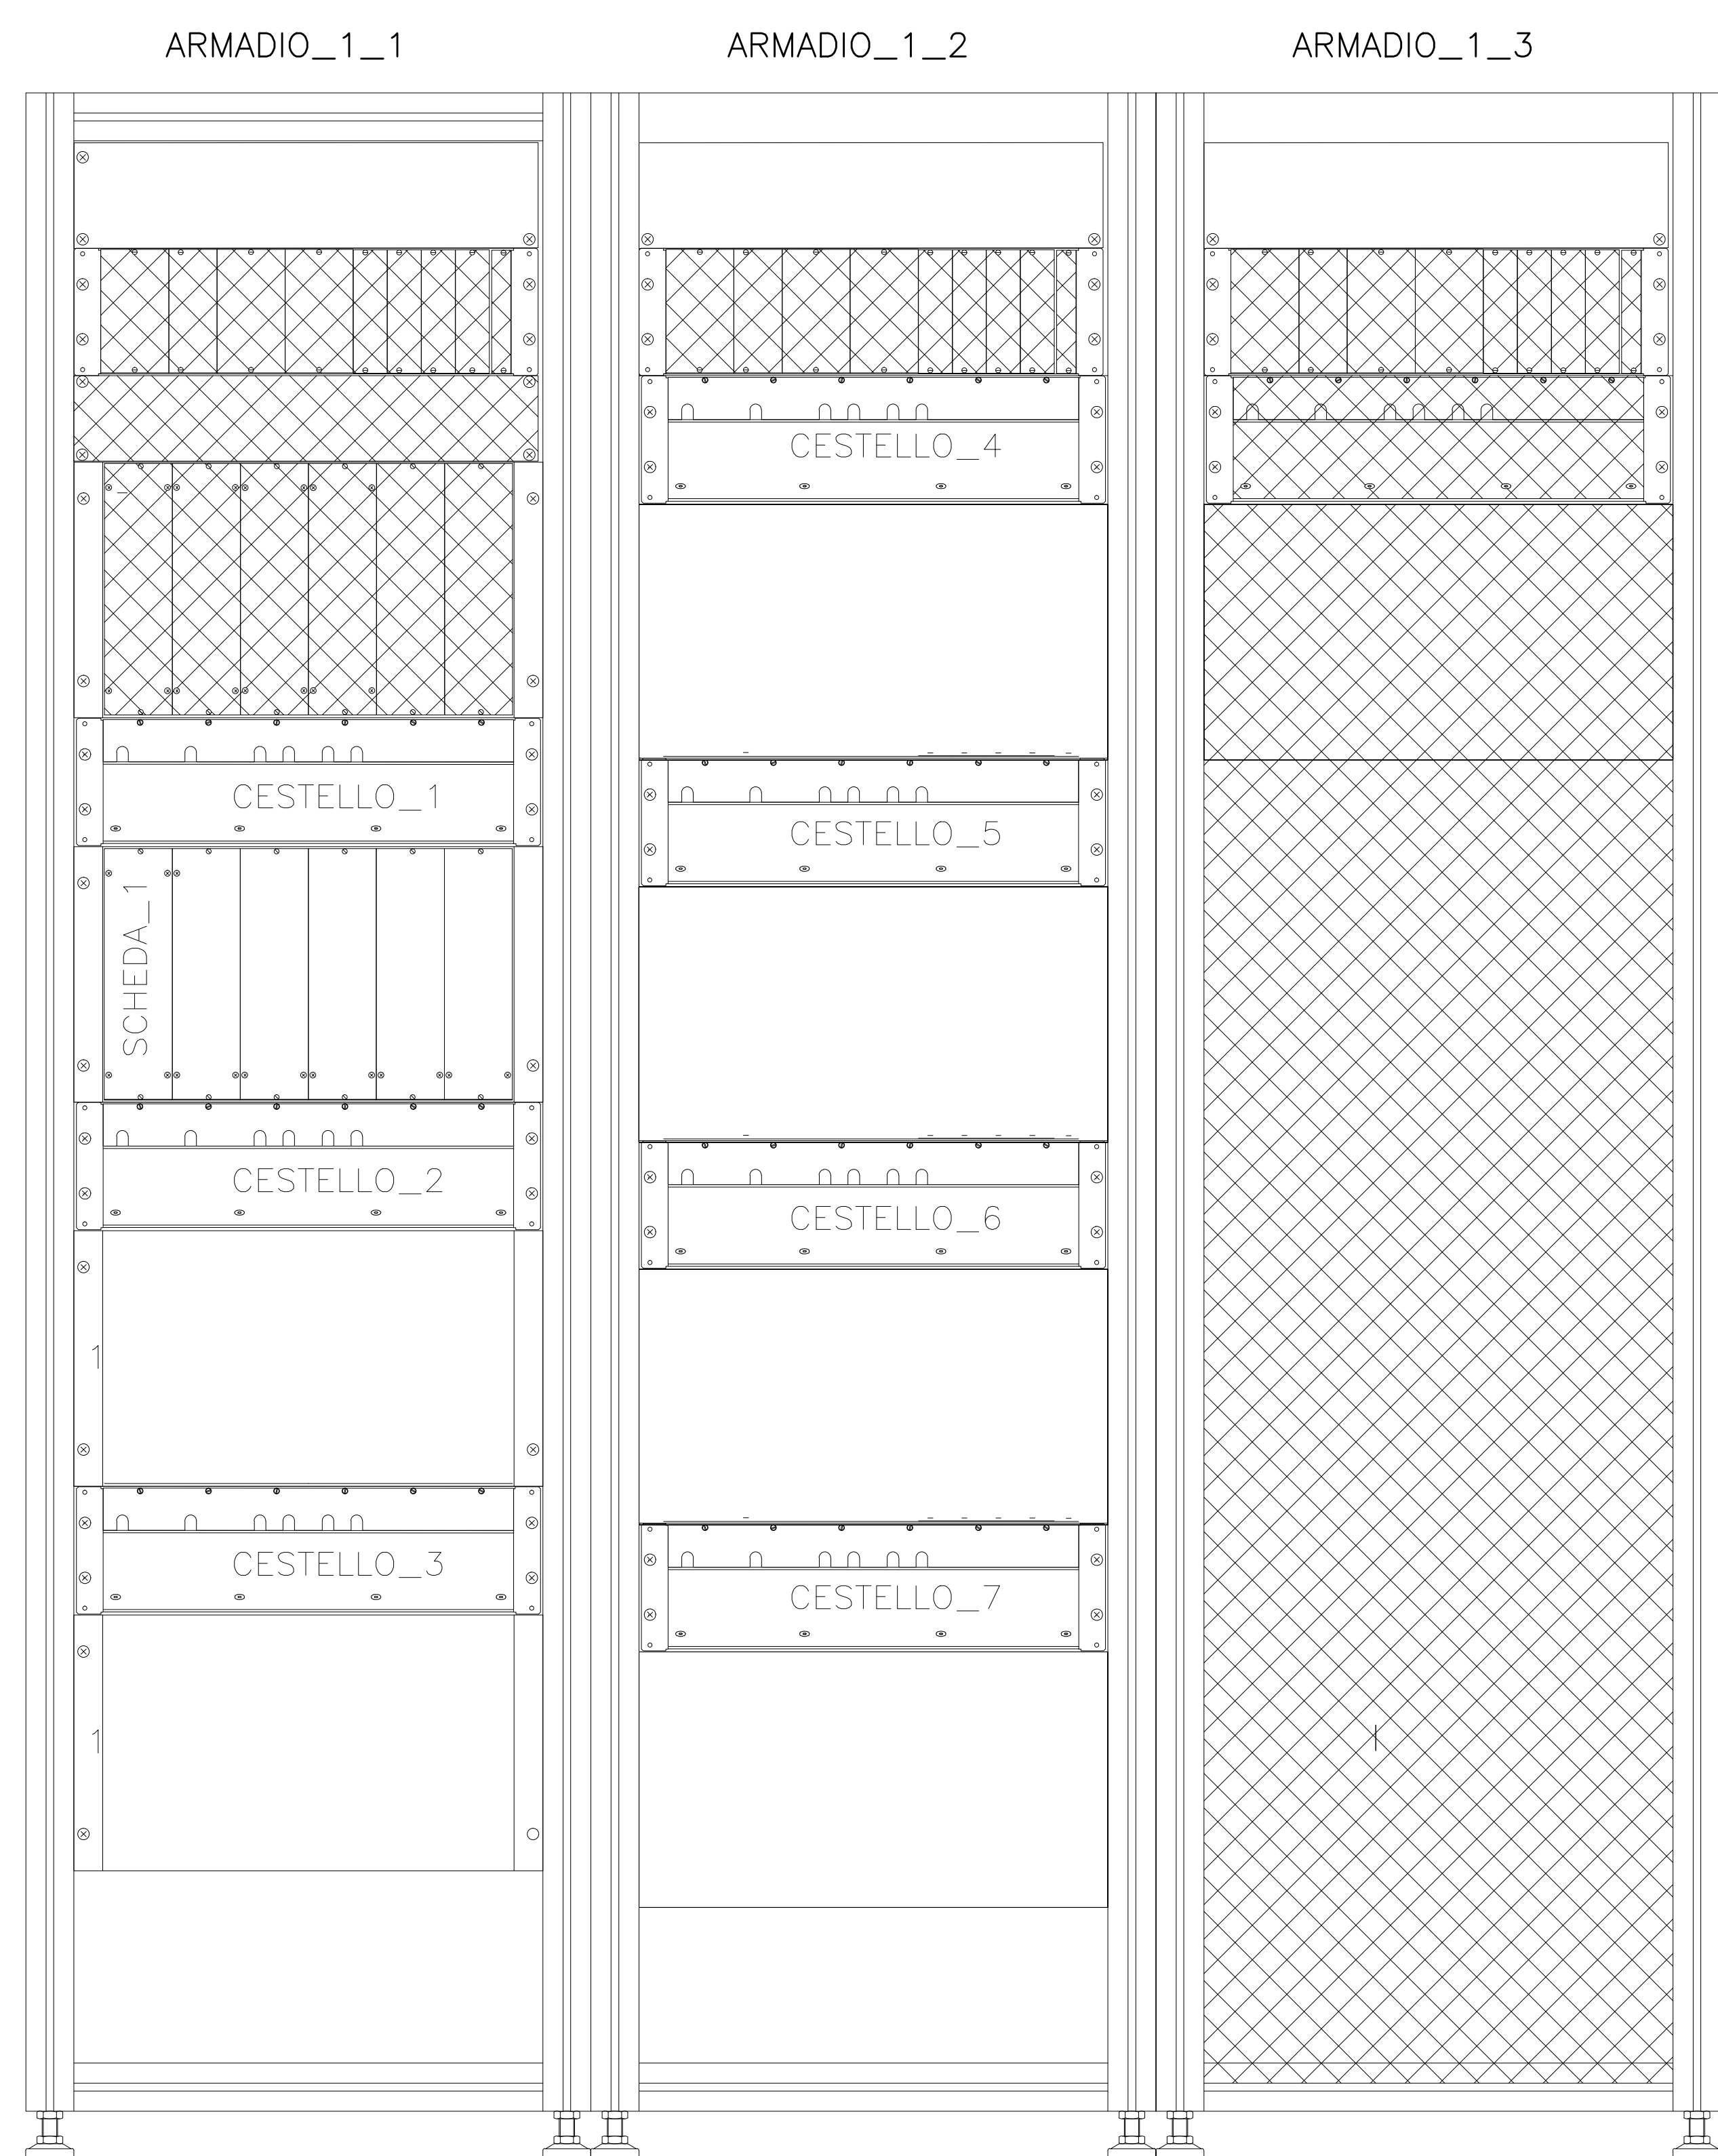 ARMADIO_1_1
ARMADIO_1_2
ARMADIO_1_3
CESTELLO_1
SCHEDA_1
CESTELLO_2
1
CESTELLO_3
1
CESTELLO_4
CESTELLO_5
CESTELLO_6
CESTELLO_7